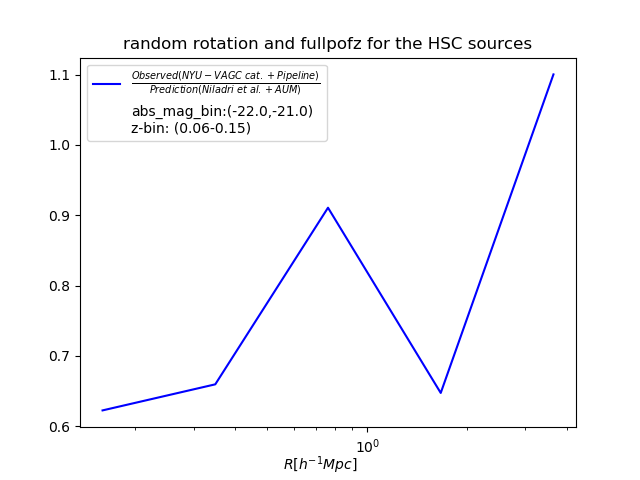 random rotation and fullpofz for the HSC sources
Observed(NYU − VAGC cat. + Pipeline)
Prediction(Niladri et al. + AUM)
abs_mag_bin:(-22.0,-21.0)
z-bin: (0.06-0.15)
1.1
1.0
0.9
0.8
0.7
0.6
10⁰
R[h⁻¹Mpc]